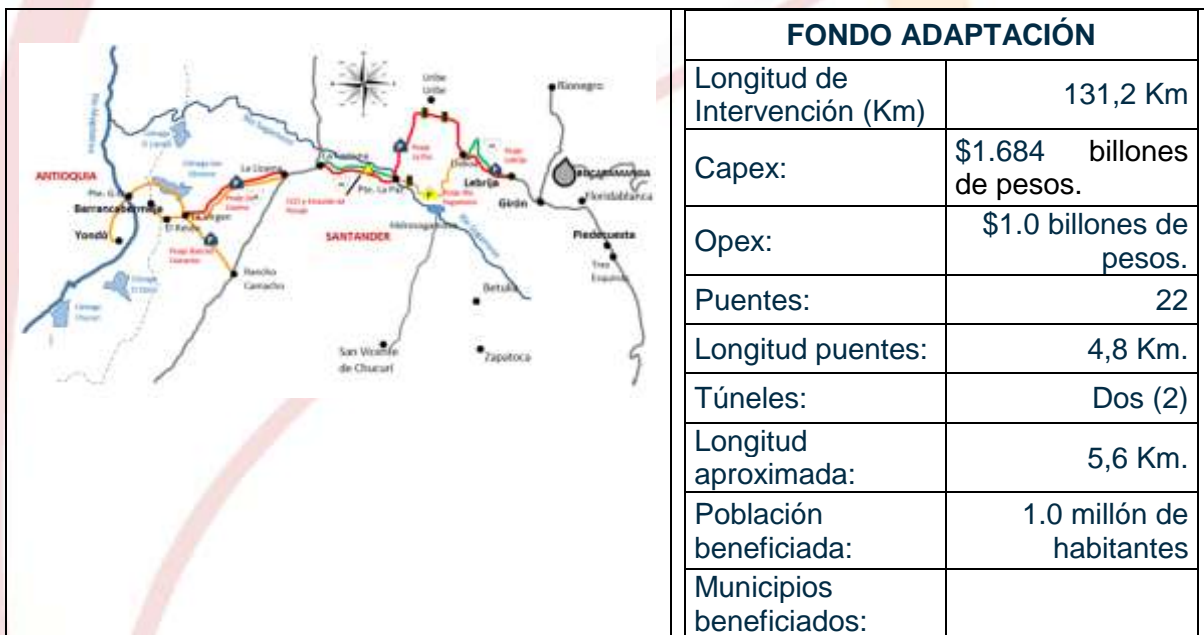 Uribe
Uribe
Rionegro
ANTIOQUIA
La Lizama
Lebrija
BUCARAMANGA
Floridablanca
Girón
Barrancabermeja
Yondó
SANTANDER
Pte. La Paz
Piedecuesta
Tres
Esquinas
Rancho
Camacho
Betulia
San Vicente
de Chucurí
Zapatoca
FONDO ADAPTACIÓN
Longitud de
Intervención (Km)
131,2 Km
Capex:
$1.684 billones
de pesos.
Opex:
$1.0 billones de
pesos.
Puentes:
22
Longitud puentes:
4,8 Km.
Túneles:
Dos (2)
Longitud
aproximada:
5,6 Km.
Población
beneficiada:
1.0 millón de
habitantes
Municipios
beneficiados: